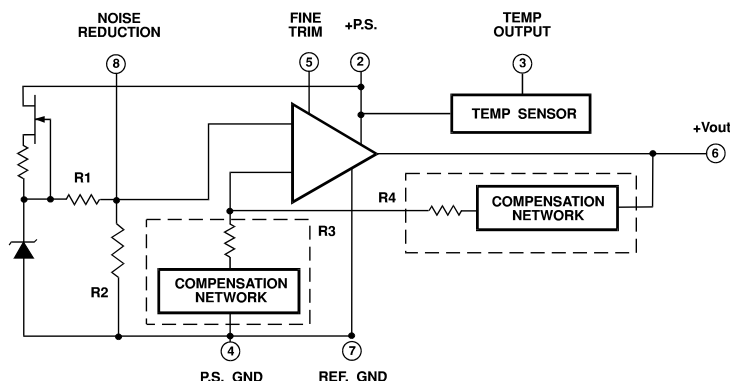 NOISE
REDUCTION
8
FINE
TRIM
5
+P.S.
2
TEMP
OUTPUT
3
TEMP SENSOR
+Vout
6
R1
R4
COMPENSATION
NETWORK
R3
R2
COMPENSATION
NETWORK
4
P.S. GND
7
REF. GND